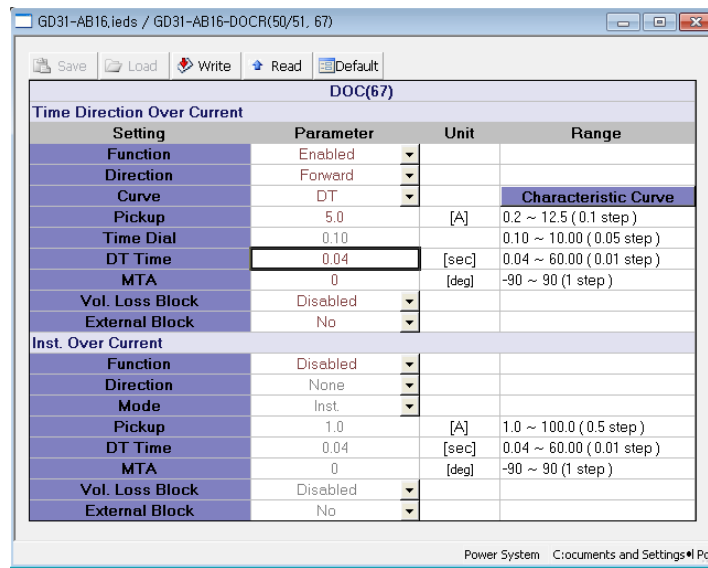 GD31-AB16,ieds / GD31-AB16-DOCR(50/51, 67)
Save Load Write Read Default
DOC(67)
Time Direction Over Current
Setting Parameter Unit Range
Function Enabled
Direction Forward
Curve DT Characteristic Curve
Pickup 5.0 [A] 0.2 ~ 12.5 ( 0.1 step )
Time Dial 0.10 0.10 ~ 10.00 ( 0.05 step )
DT Time 0.04 [sec] 0.04 ~ 60.00 ( 0.01 step )
MTA 0 [deg] -90 ~ 90 (1 step )
Vol. Loss Block Disabled
External Block No
Inst. Over Current
Function Disabled
Direction None
Mode Inst.
Pickup 1.0 [A] 1.0 ~ 100.0 ( 0.5 step )
DT Time 0.04 [sec] 0.04 ~ 60.00 ( 0.01 step )
MTA 0 [deg] -90 ~ 90 (1 step )
Vol. Loss Block Disabled
External Block No
Power System C:ocuments and Settings